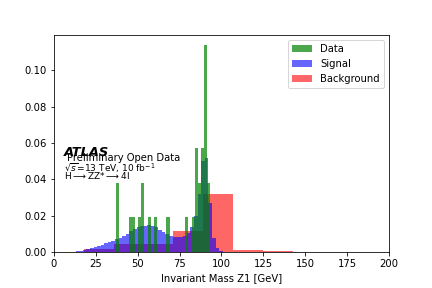 Data
Signal
Background
0.10
0.08
0.06
0.04
0.02
0.00
ATLAS
Preliminary Open Data
√s=13 TeV, 10 fb⁻¹
H⟶ZZ*⟶4l
0 25 50 75 100 125 150 175 200
Invariant Mass Z1 [GeV]